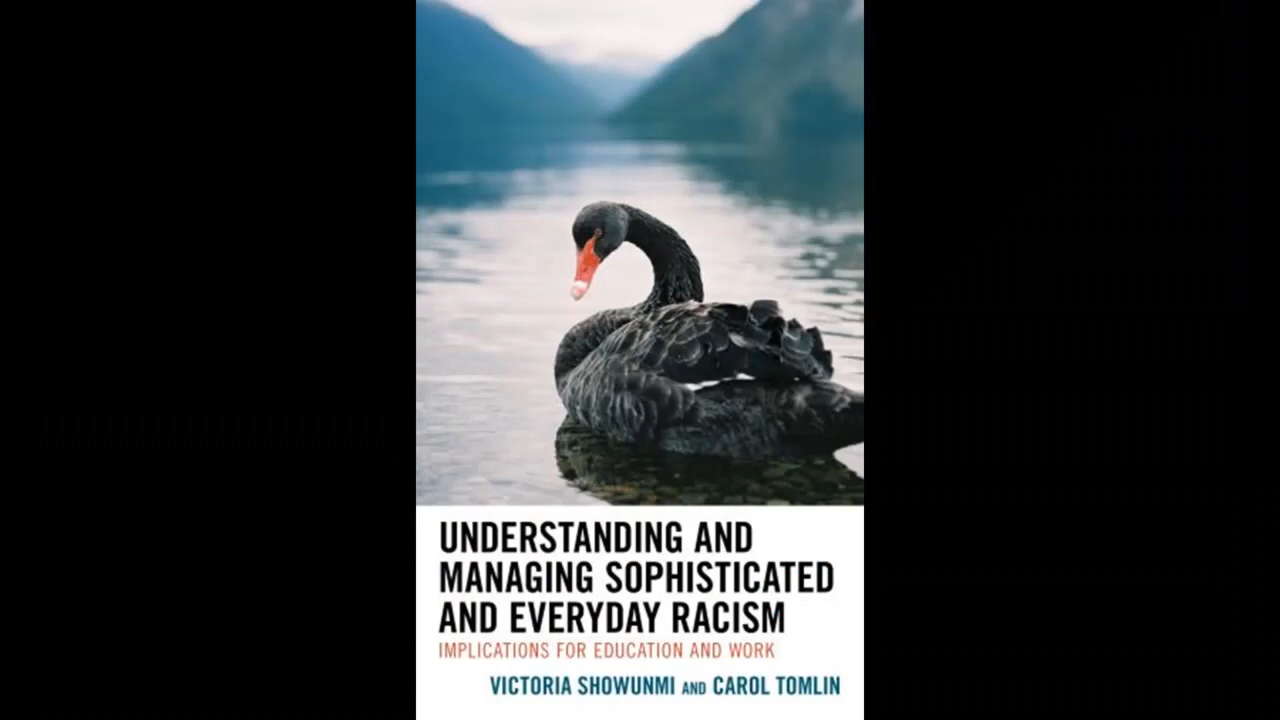 UNDERSTANDING AND
MANAGING SOPHISTICATED
AND EVERYDAY RACISM
IMPLICATIONS FOR EDUCATION AND WORK
VICTORIA SHOWUNMI AND CAROL TOMLIN